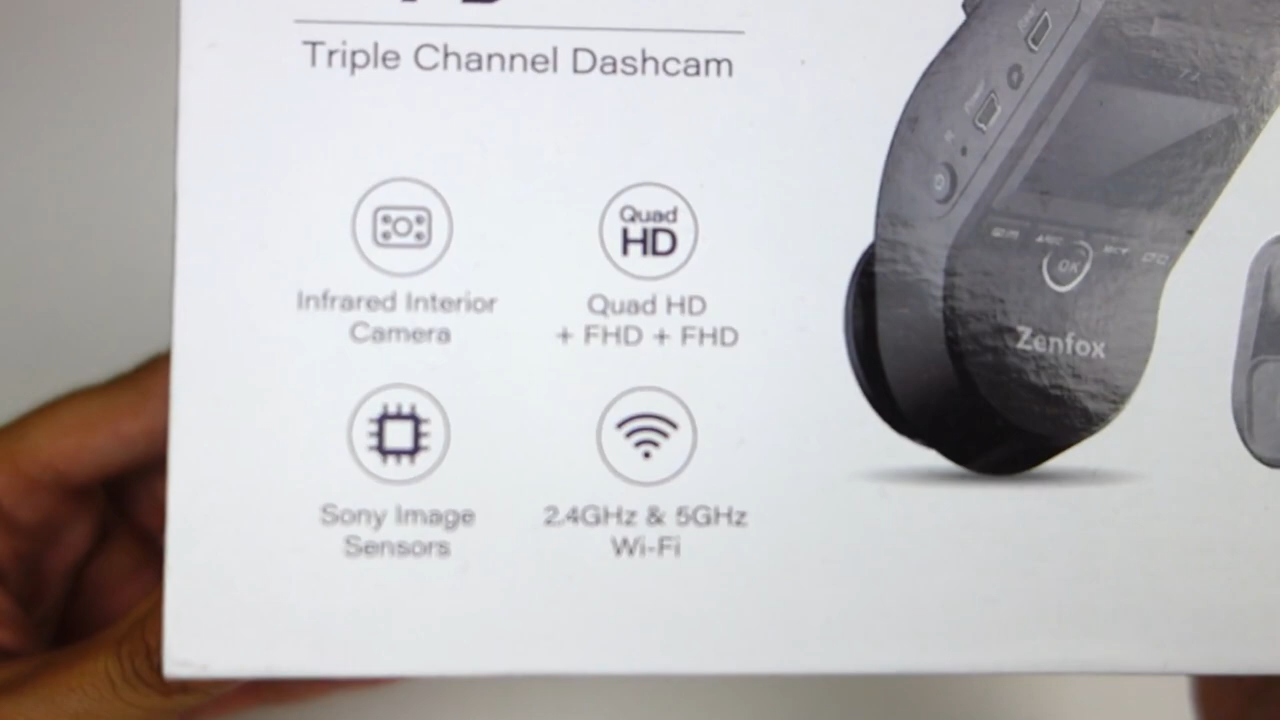 Triple Channel Dashcam
Quad
HD
Infrared Interior
Camera
Quad HD
+ FHD + FHD
Sony Image
Sensors
2.4GHz & 5GHz
Wi-Fi
OK
Zenfox